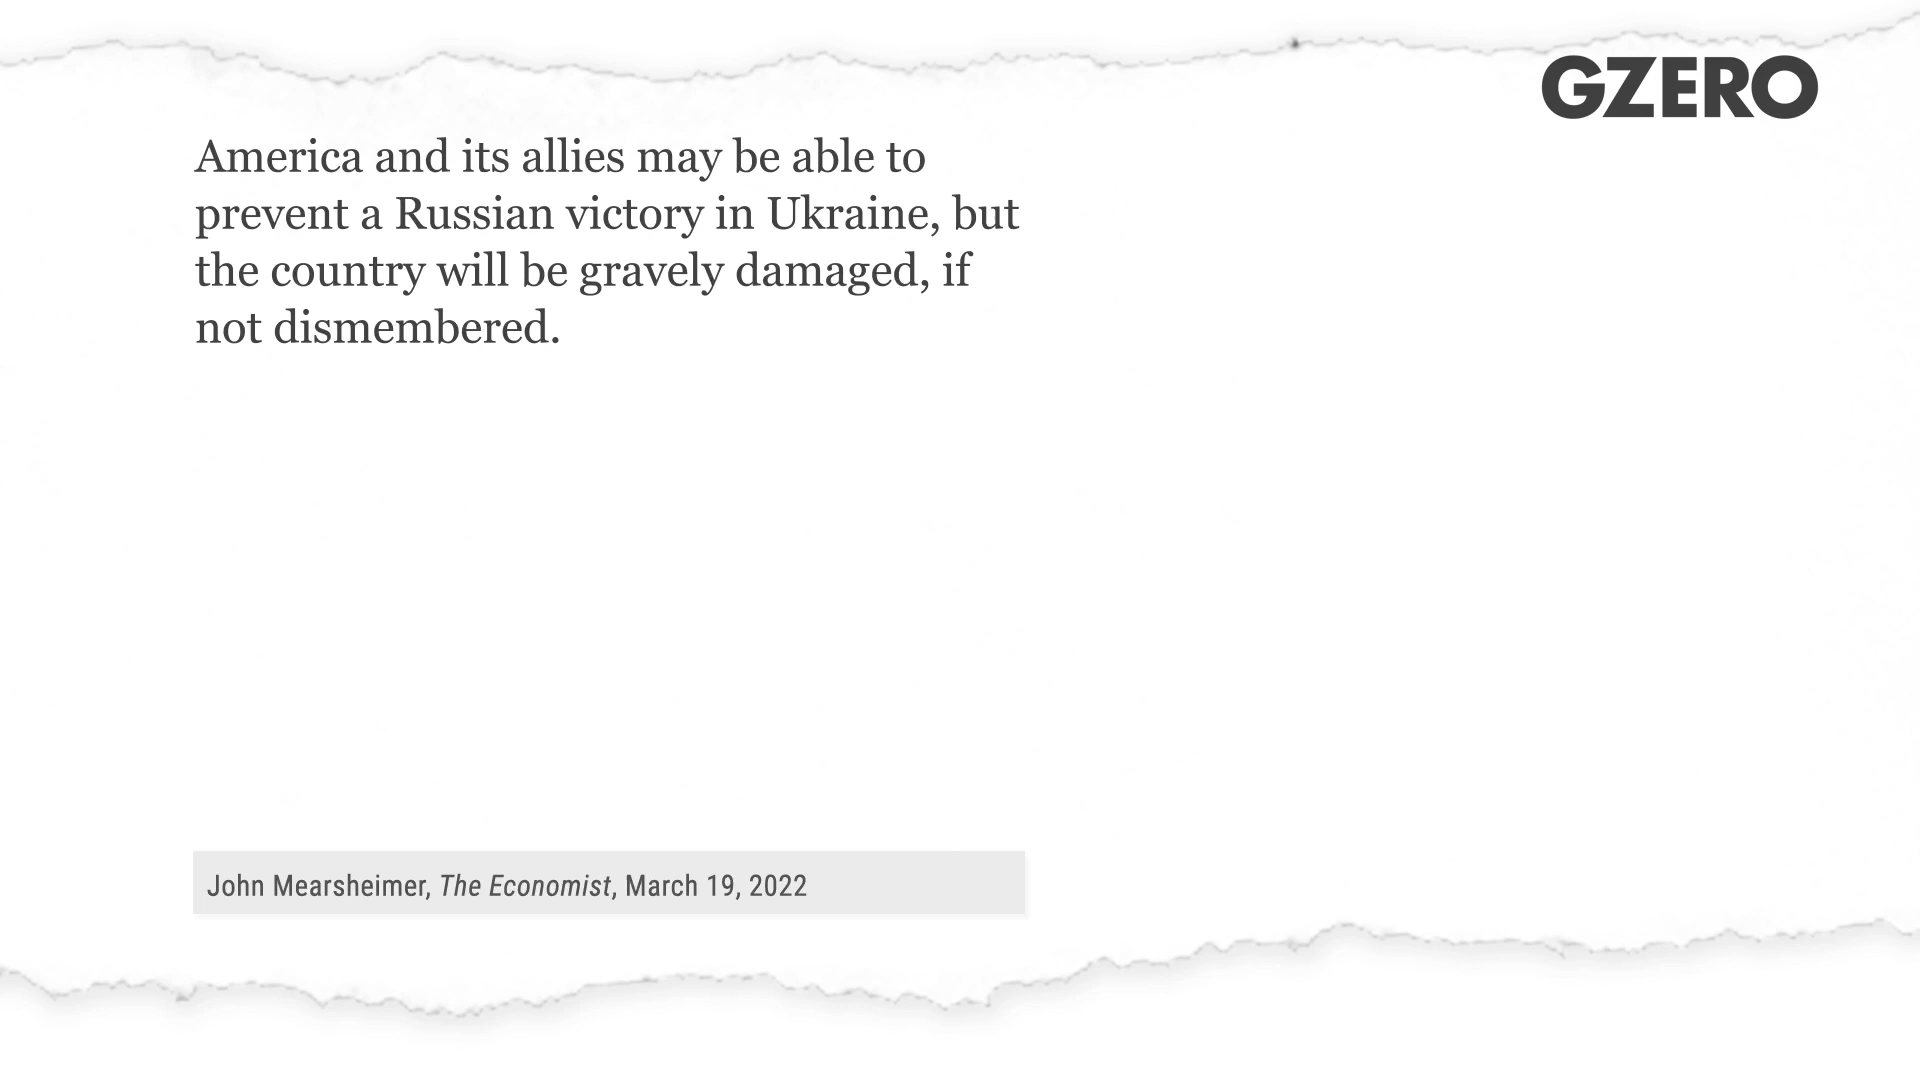 GZERO
America and its allies may be able to
prevent a Russian victory in Ukraine, but
the country will be gravely damaged, if
not dismembered.
John Mearsheimer, The Economist, March 19, 2022